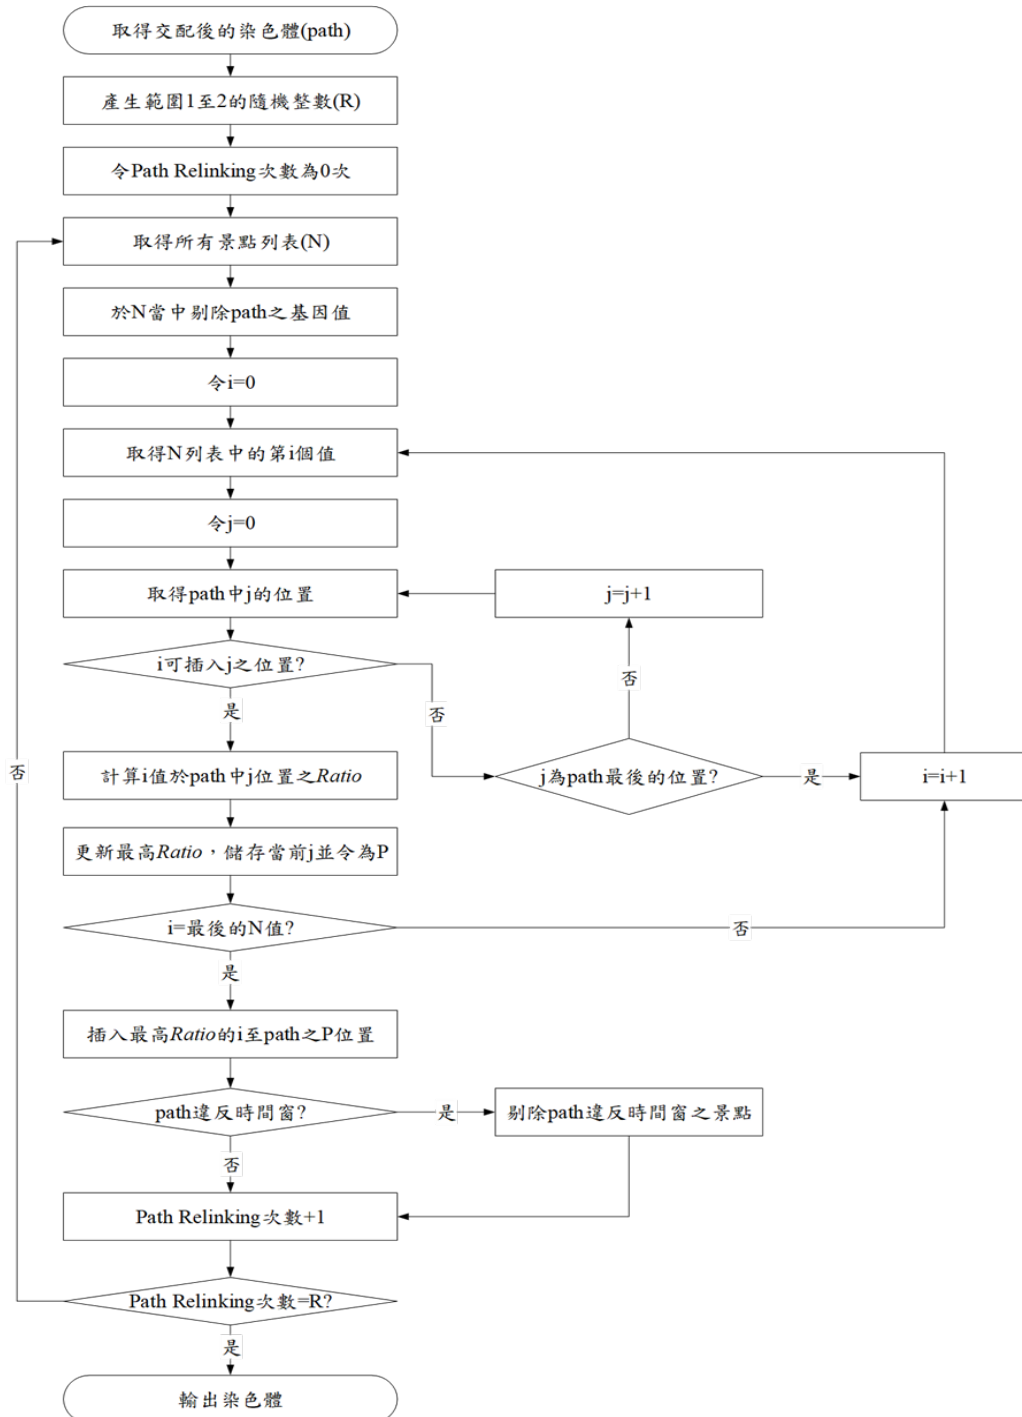 取得交配後的染色體(path)
產生範圍1至2的隨機整數(R)
令Path Relinking次數為0次
取得所有景點列表(N)
於N當中剔除path之基因值
令i=0
取得N列表中的第i個值
令j=0
取得path中j的位置
j=j+1
i可插入j之位置?
否
否
是
計算i值於path中j位置之Ratio
j為path最後的位置?
是
i=i+1
否
更新最高Ratio，儲存當前j並令為P
i=最後的N值?
否
是
插入最高Ratio的i至path之P位置
path違反時間窗?
是
剔除path違反時間窗之景點
否
Path Relinking次數+1
Path Relinking次數=R?
是
輸出染色體